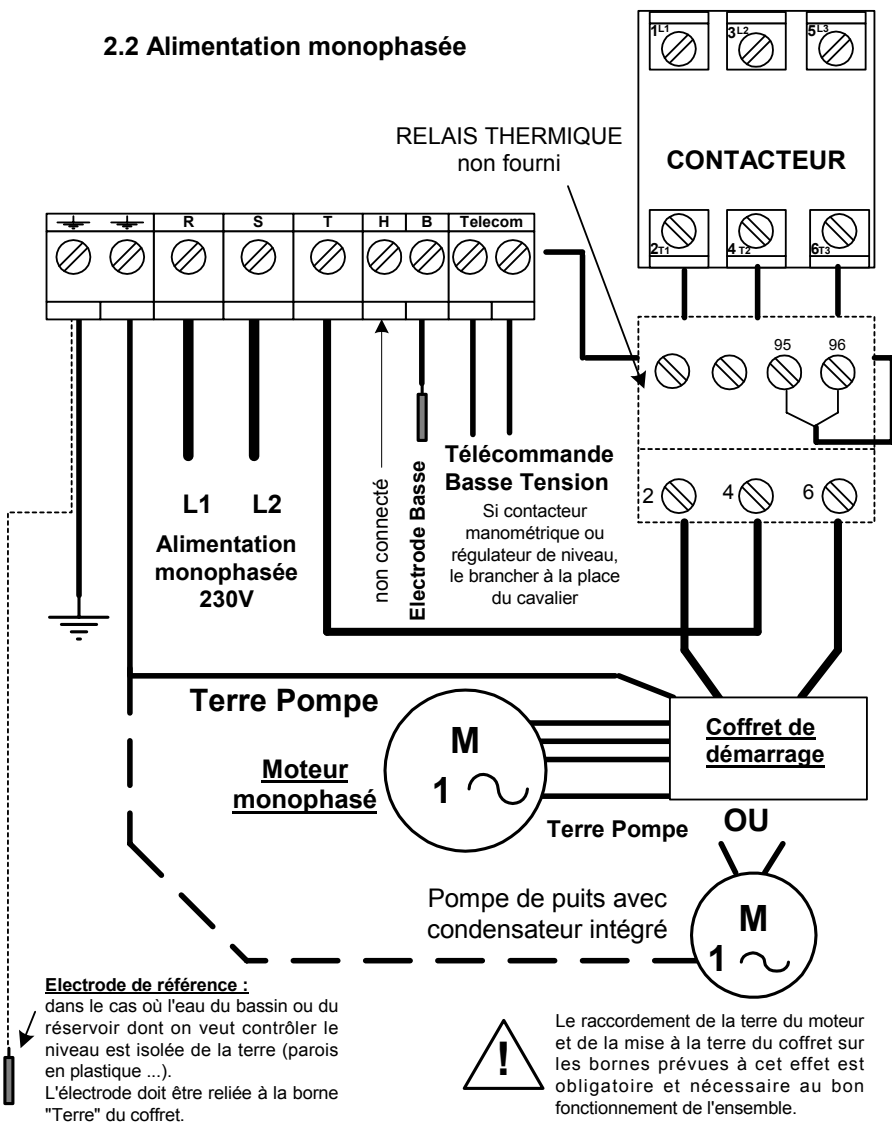 2.2 Alimentation monophasée
1L1
3L2
5L3
RELAIS THERMIQUE
non fourni
CONTACTEUR
2T1
4 T2
6T3
R
S
T
H
B
Telecom
95
96
2
4
6
L1
L2
Alimentation
monophasée
230V
non connecté
Electrode Basse
Télécommande
Basse Tension
Si contacteur
manométrique ou
régulateur de niveau,
le brancher à la place
du cavalier
Terre Pompe
Moteur
monophasé
M
1
Coffret de
démarrage
Terre Pompe
OU
Pompe de puits avec
condensateur intégré
M
1
Electrode de référence :
dans le cas où l'eau du bassin ou du
réservoir dont on veut contrôler le
niveau est isolée de la terre (parois
en plastique ...).
L'électrode doit être reliée à la borne
"Terre" du coffret.
!
Le raccordement de la terre du moteur
et de la mise à la terre du coffret sur
les bornes prévues à cet effet est
obligatoire et nécessaire au bon
fonctionnement de l'ensemble.